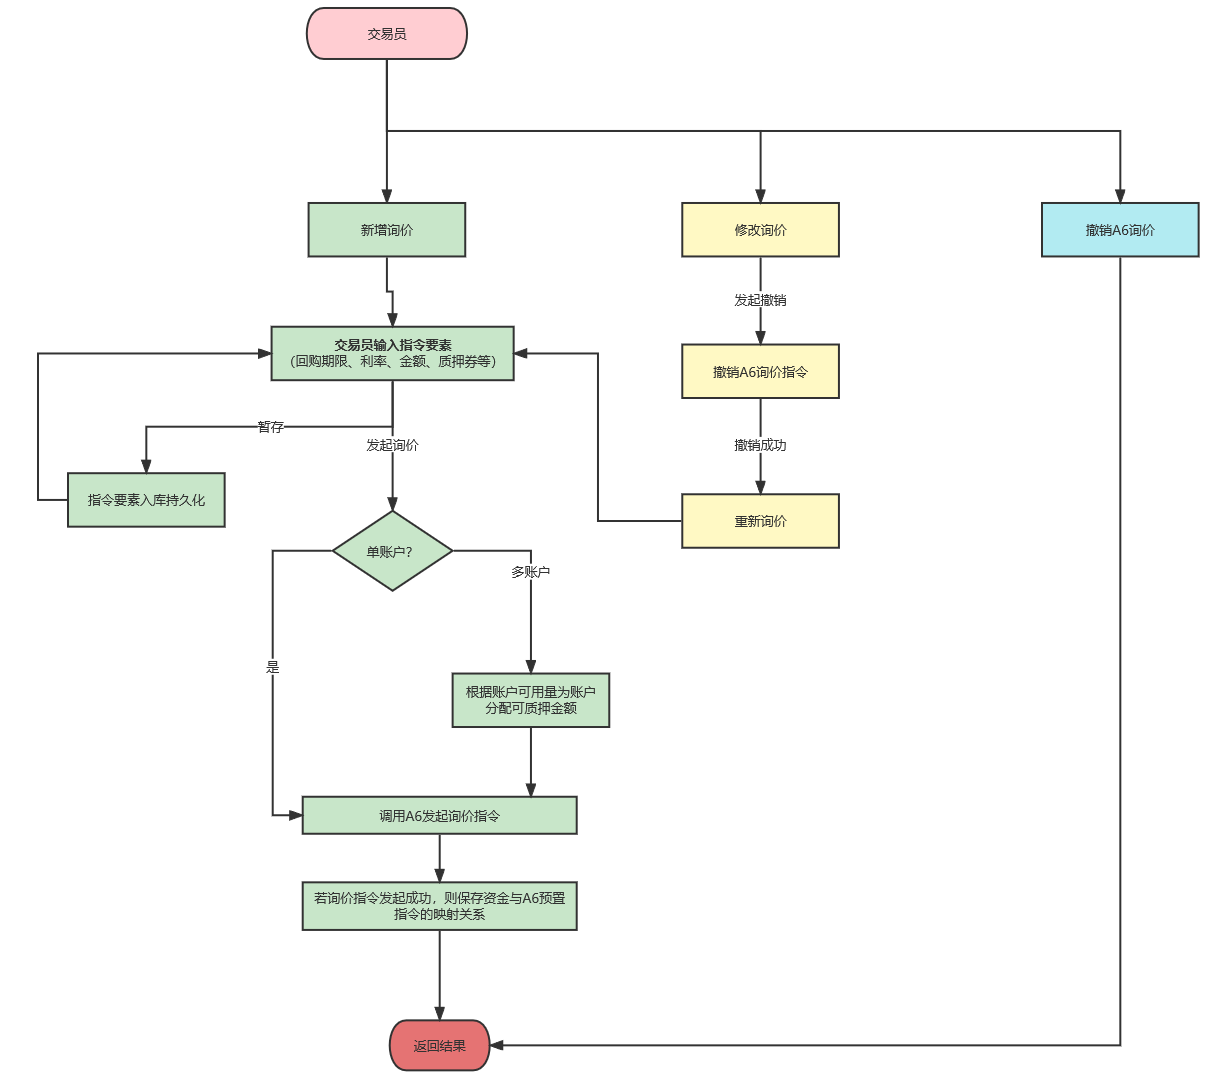 交易员
新增询价
修改询价
撤销A6询价
发起撤销
交易员输入指令要素
（回购期限、利率、金额、质押券等）
撤销A6询价指令
暂存
发起询价
撤销成功
指令要素入库持久化
重新询价
单账户？
多账户
是
根据账户可用量为账户
分配可质押金额
调用A6发起询价指令
若询价指令发起成功，则保存资金与A6预置
指令的映射关系
返回结果